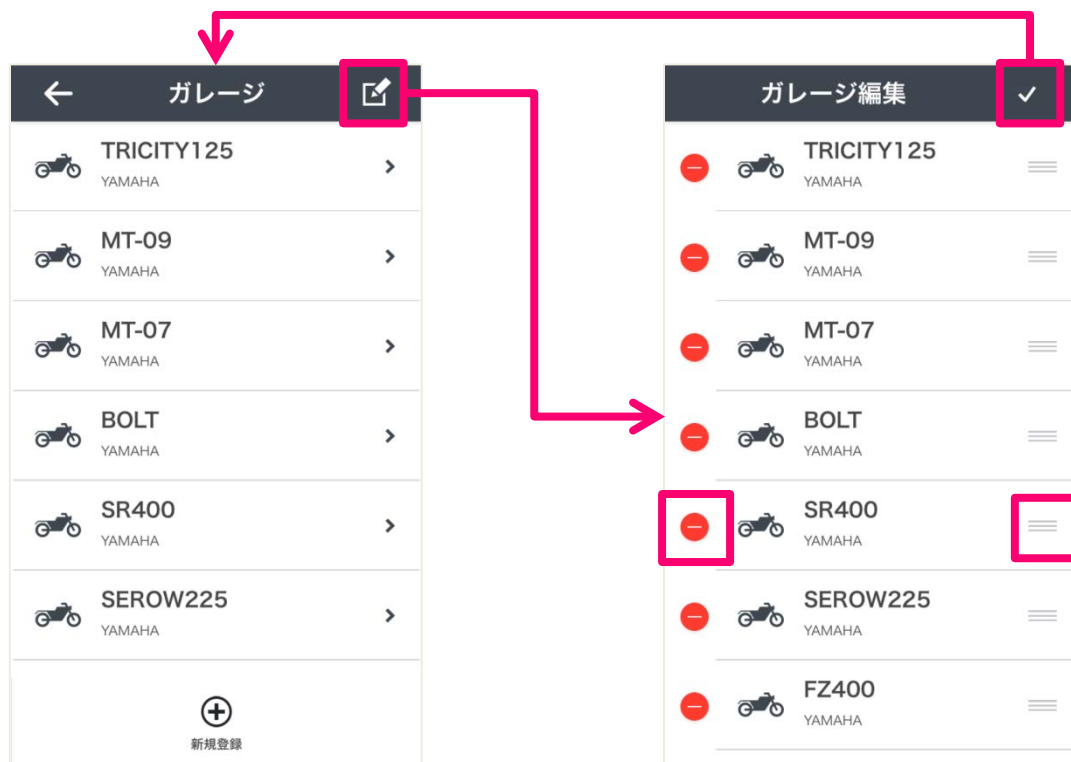 ガレージ
TRICITY125
YAMAHA
MT-09
YAMAHA
MT-07
YAMAHA
BOLT
YAMAHA
SR400
YAMAHA
SEROW225
YAMAHA
新規登録
ガレージ編集
TRICITY125
YAMAHA
MT-09
YAMAHA
MT-07
YAMAHA
BOLT
YAMAHA
SR400
YAMAHA
SEROW225
YAMAHA
FZ400
YAMAHA